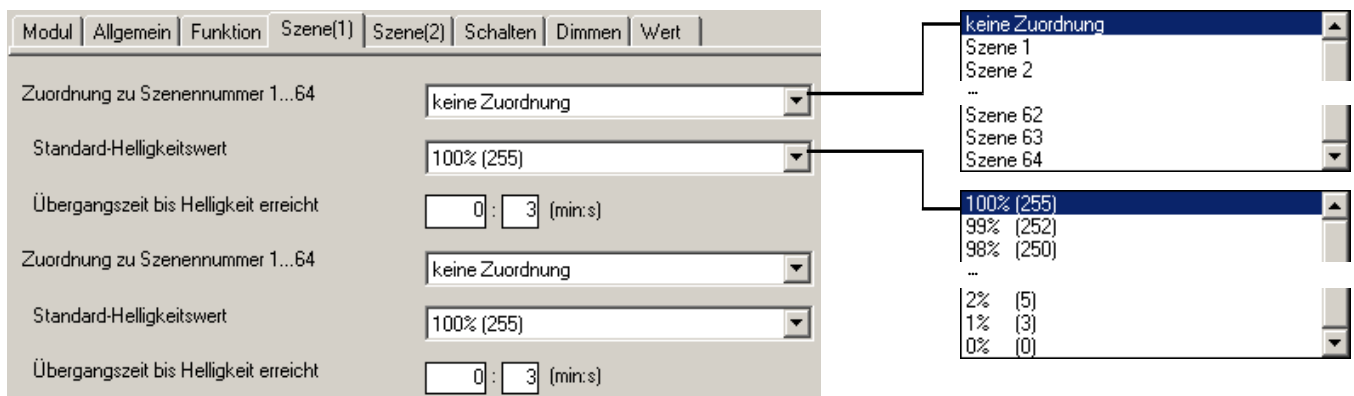 Modul Allgemein Funktion Szene(1) Szene(2) Schalten Dimmen Wert
Zuordnung zu Szenennummer 1...64 keine Zuordnung
Standard-Helligkeitswert 100% (255)
Übergangszeit bis Helligkeit erreicht 0 : 3 (min:s)
Zuordnung zu Szenennummer 1...64 keine Zuordnung
Standard-Helligkeitswert 100% (255)
Übergangszeit bis Helligkeit erreicht 0 : 3 (min:s)
keine Zuordnung
Szene 1
Szene 2
...
Szene 62
Szene 63
Szene 64
100% (255)
99% (252)
98% (250)
...
2% (5)
1% (3)
0% (0)